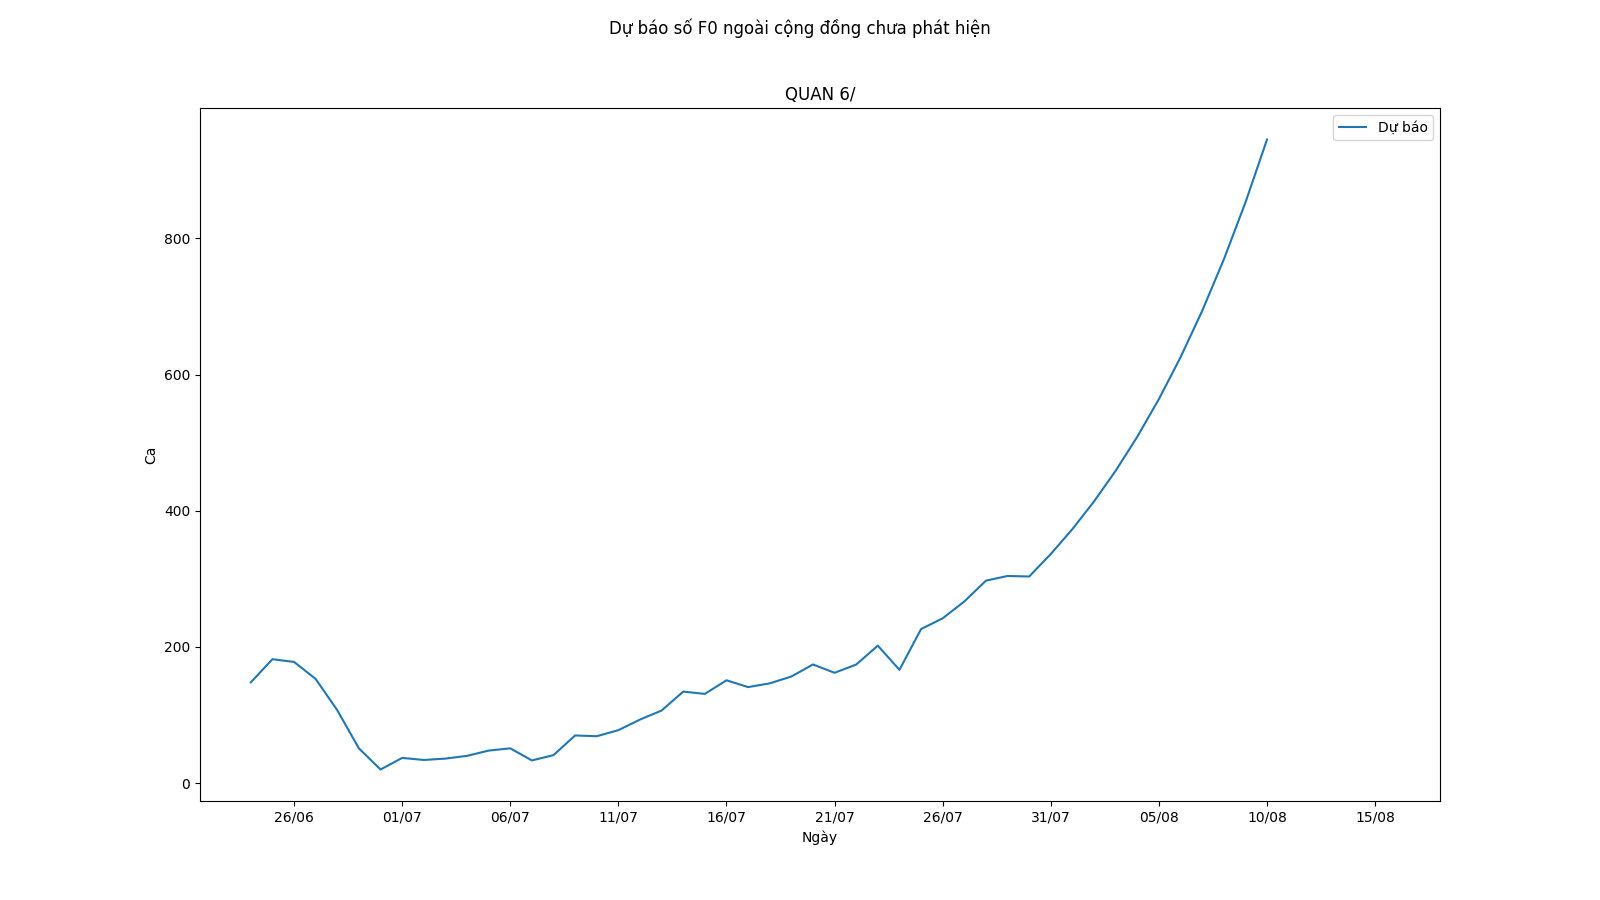 Dự báo số F0 ngoài cộng đồng chưa phát hiện
QUAN 6/
Dự báo
800
600
400
200
0
Ca
26/06 01/07 06/07 11/07 16/07 21/07 26/07 31/07 05/08 10/08 15/08
Ngày